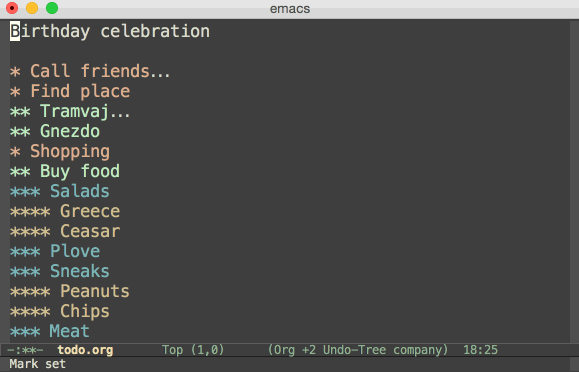 emacs
Birthday celebration
* Call friends...
* Find place
** Tramvaj...
** Gnezdo
* Shopping
** Buy food
*** Salads
**** Greece
**** Ceasar
*** Plove
*** Sneaks
**** Peanuts
**** Chips
*** Meat
-:**-  todo.org      Top (1,0)     (Org +2 Undo-Tree company)  18:25
Mark set